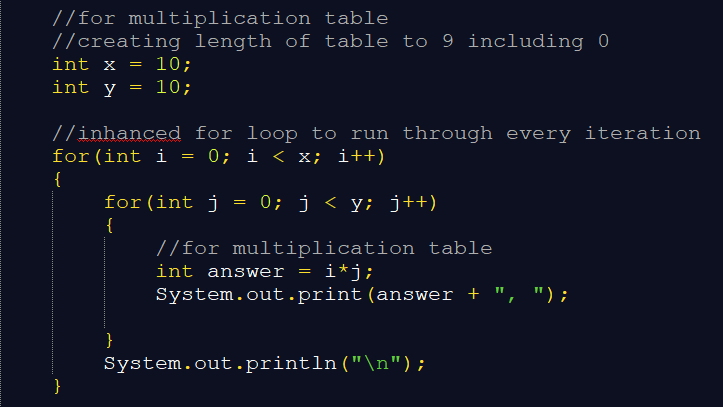 //for multiplication table
//creating length of table to 9 including 0
int x = 10;
int y = 10;
//inhanced for loop to run through every iteration
for(int i = 0; i < x; i++)
{
for(int j = 0; j < y; j++)
{
//for multiplication table
int answer = i*j;
System.out.print(answer + ", ");
}
System.out.println("\n");
}